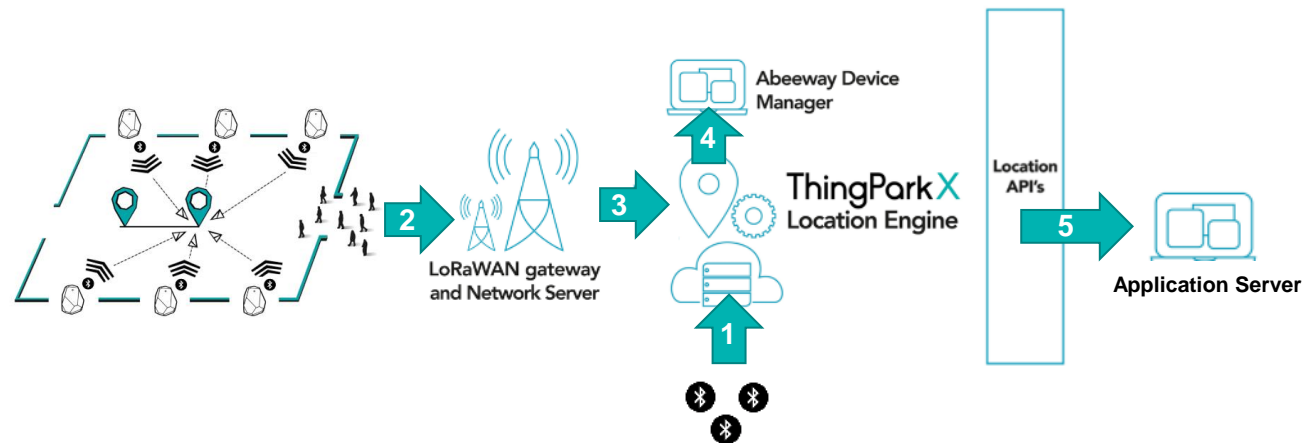 Abeeway Device
Manager
4
ThingPark X
Location Engine
Location
API's
2
3
5
LoRaWAN gateway
and Network Server
Application Server
1